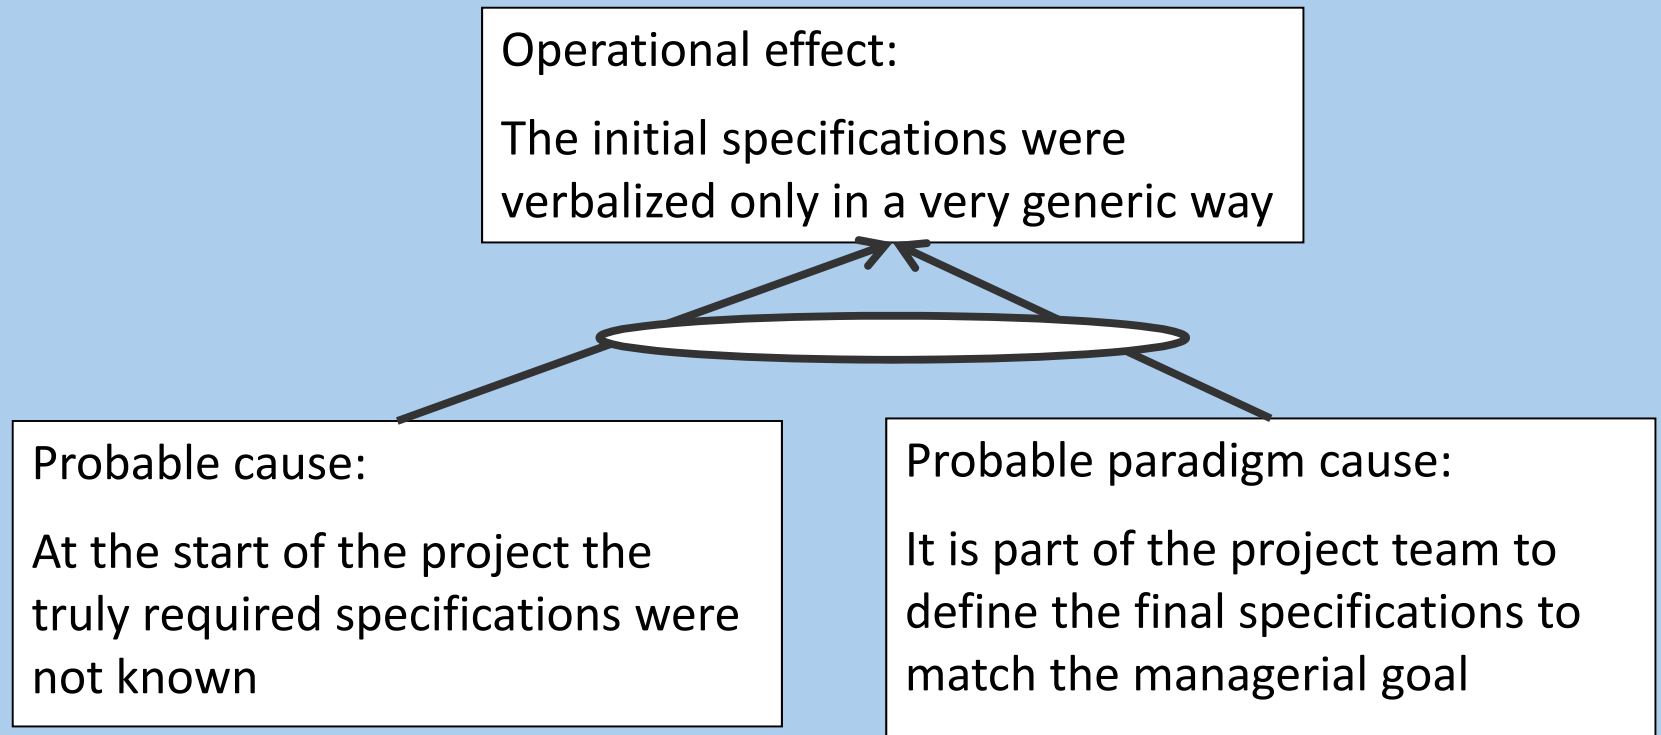 Operational effect:
The initial specifications were
verbalized only in a very generic way
Probable cause:
At the start of the project the
truly required specifications were
not known
Probable paradigm cause:
It is part of the project team to
define the final specifications to
match the managerial goal